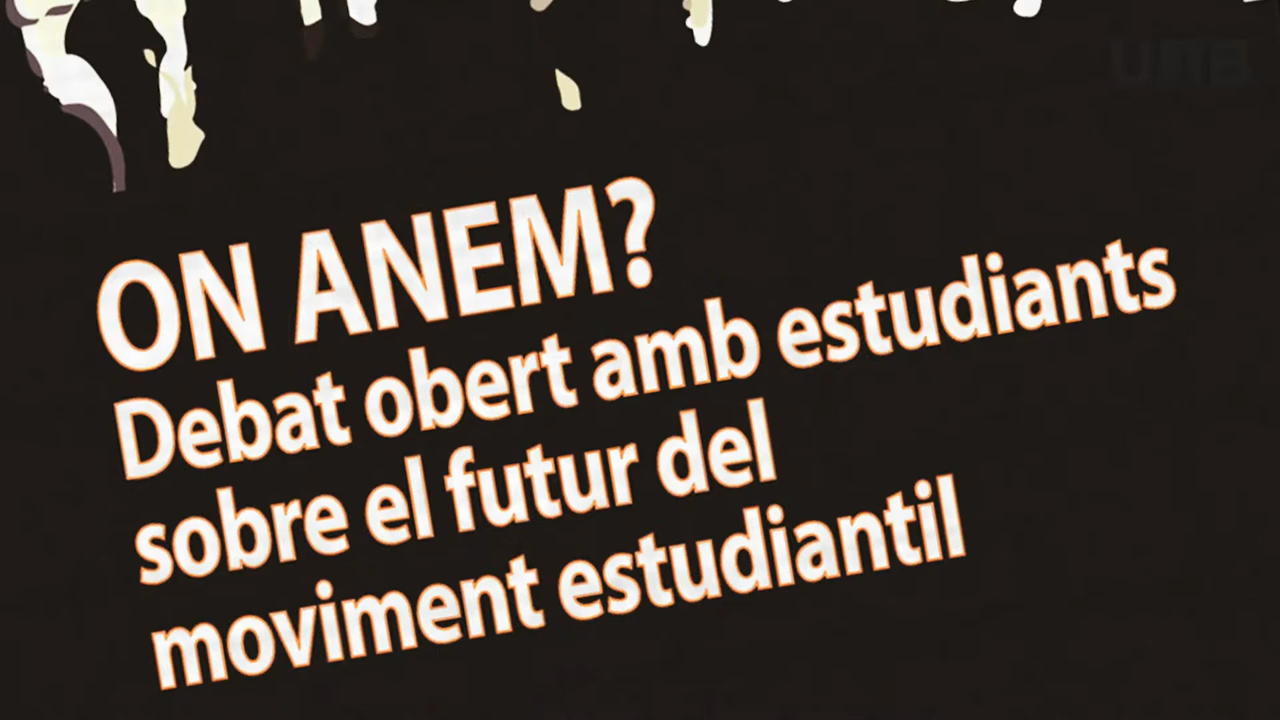 ON ANEM?
Debat obert amb estudiants
sobre el futur del
moviment estudiantil